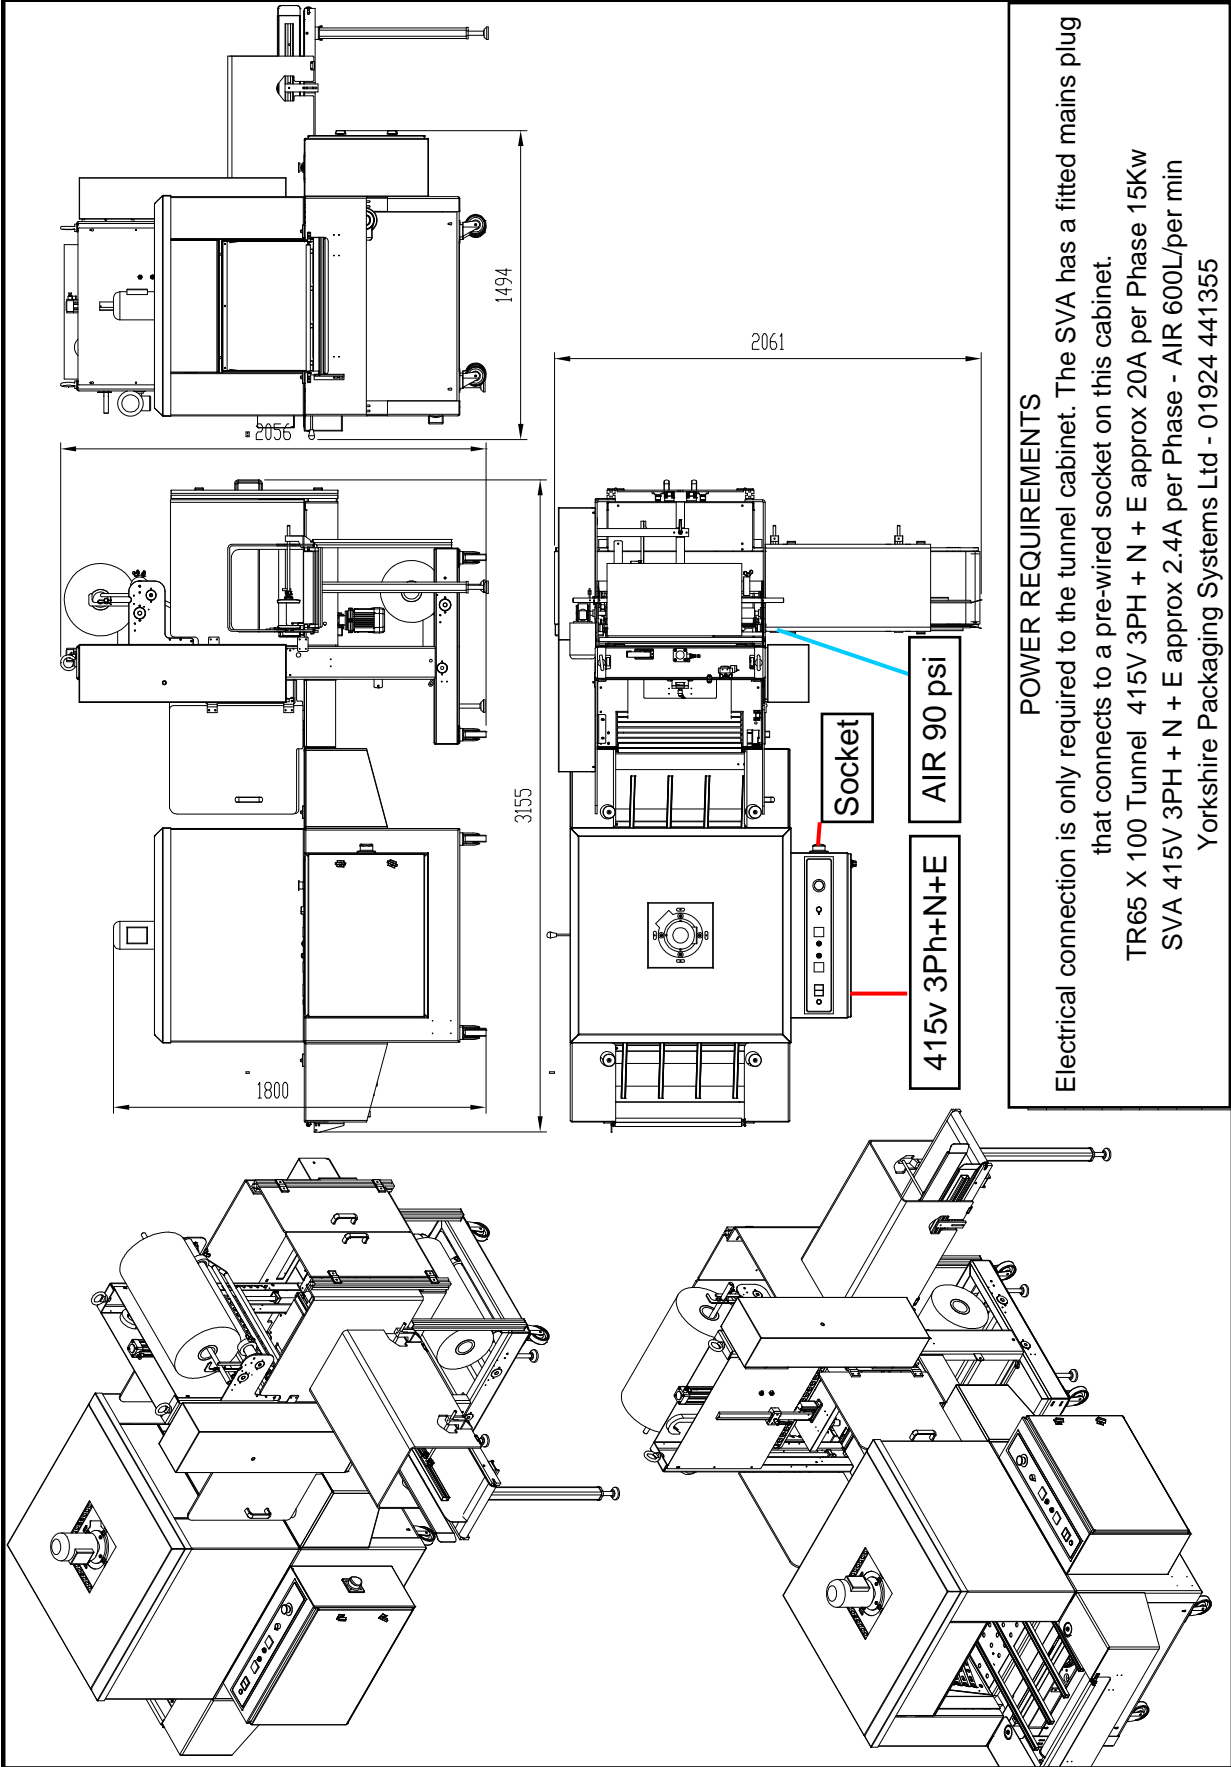 1494
2056
2061
3155
1800
Socket
AIR 90 psi
415v 3Ph+N+E
POWER REQUIREMENTS
Electrical connection is only required to the tunnel cabinet. The SVA has a fitted mains plug
that connects to a pre-wired socket on this cabinet.
TR65 X 100 Tunnel 415V 3PH + N + E approx 20A per Phase 15Kw
SVA 415V 3PH + N + E approx 2.4A per Phase - AIR 600L/per min
Yorkshire Packaging Systems Ltd - 01924 441355